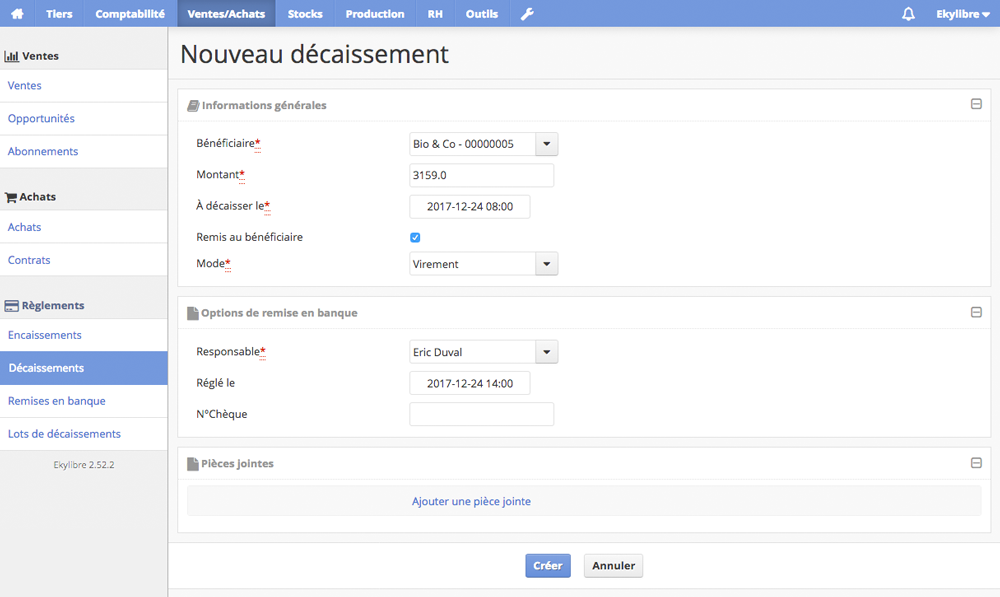 Tiers Comptabilité Ventes/Achats Stocks Production RH Outils Ekylibre
Ventes
Ventes
Opportunités
Abonnements
Achats
Achats
Contrats
Règlements
Encaissements
Décaissements
Remises en banque
Lots de décaissements
Ekylibre 2.52.2
Nouveau décaissement
Informations générales
Bénéficiaire* Bio & Co - 00000005
Montant* 3159.0
À décaisser le* 2017-12-24 08:00
Remis au bénéficiaire
Mode* Virement
Options de remise en banque
Responsable* Eric Duval
Réglé le 2017-12-24 14:00
N°Chèque
Pièces jointes
Ajouter une pièce jointe
Créer Annuler